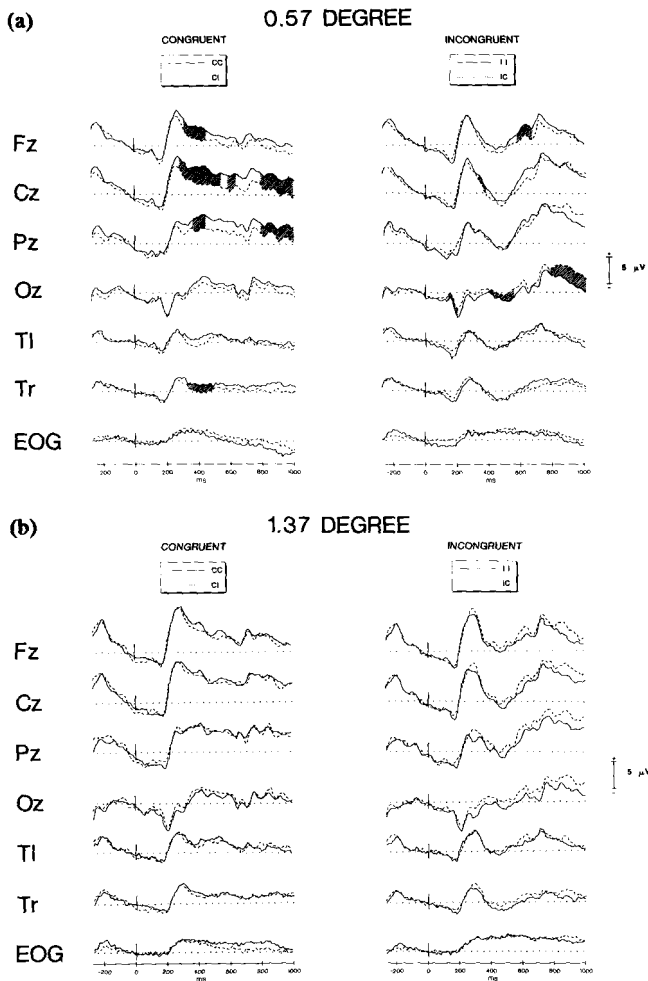 (a) 0.57 DEGREE
CONGRUENT INCONGRUENT
CC I I
CI IC
Fz
Cz
Pz
+
5 µV
-
Oz
Tl
Tr
EOG
-200 0 200 400 600 800 1000 -200 0 200 400 600 800 1000
ms ms
(b) 1.37 DEGREE
CONGRUENT INCONGRUENT
CC I I
CI IC
Fz
Cz
Pz
+
5 µV
-
Oz
Tl
Tr
EOG
-200 0 200 400 600 800 1000 -200 0 200 400 600 800 1000
ms ms